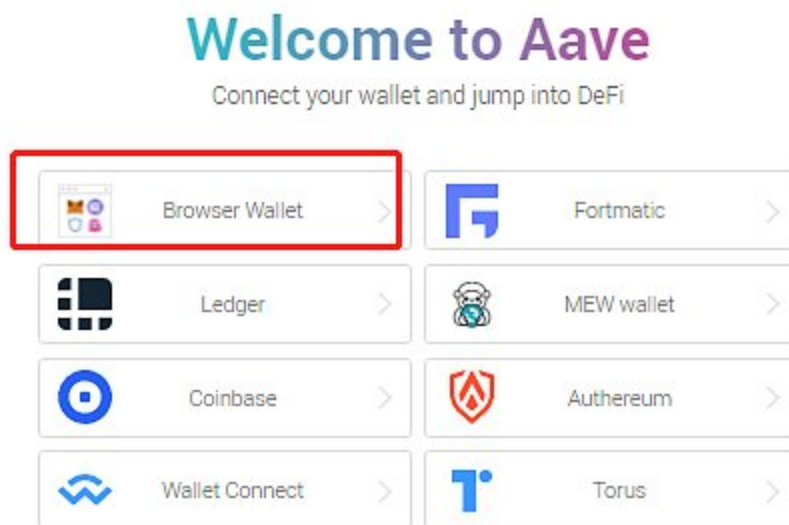 Welcome to Aave
Connect your wallet and jump into DeFi
Browser Wallet
Fortmatic
Ledger
MEW wallet
Coinbase
Authereum
Wallet Connect
Torus